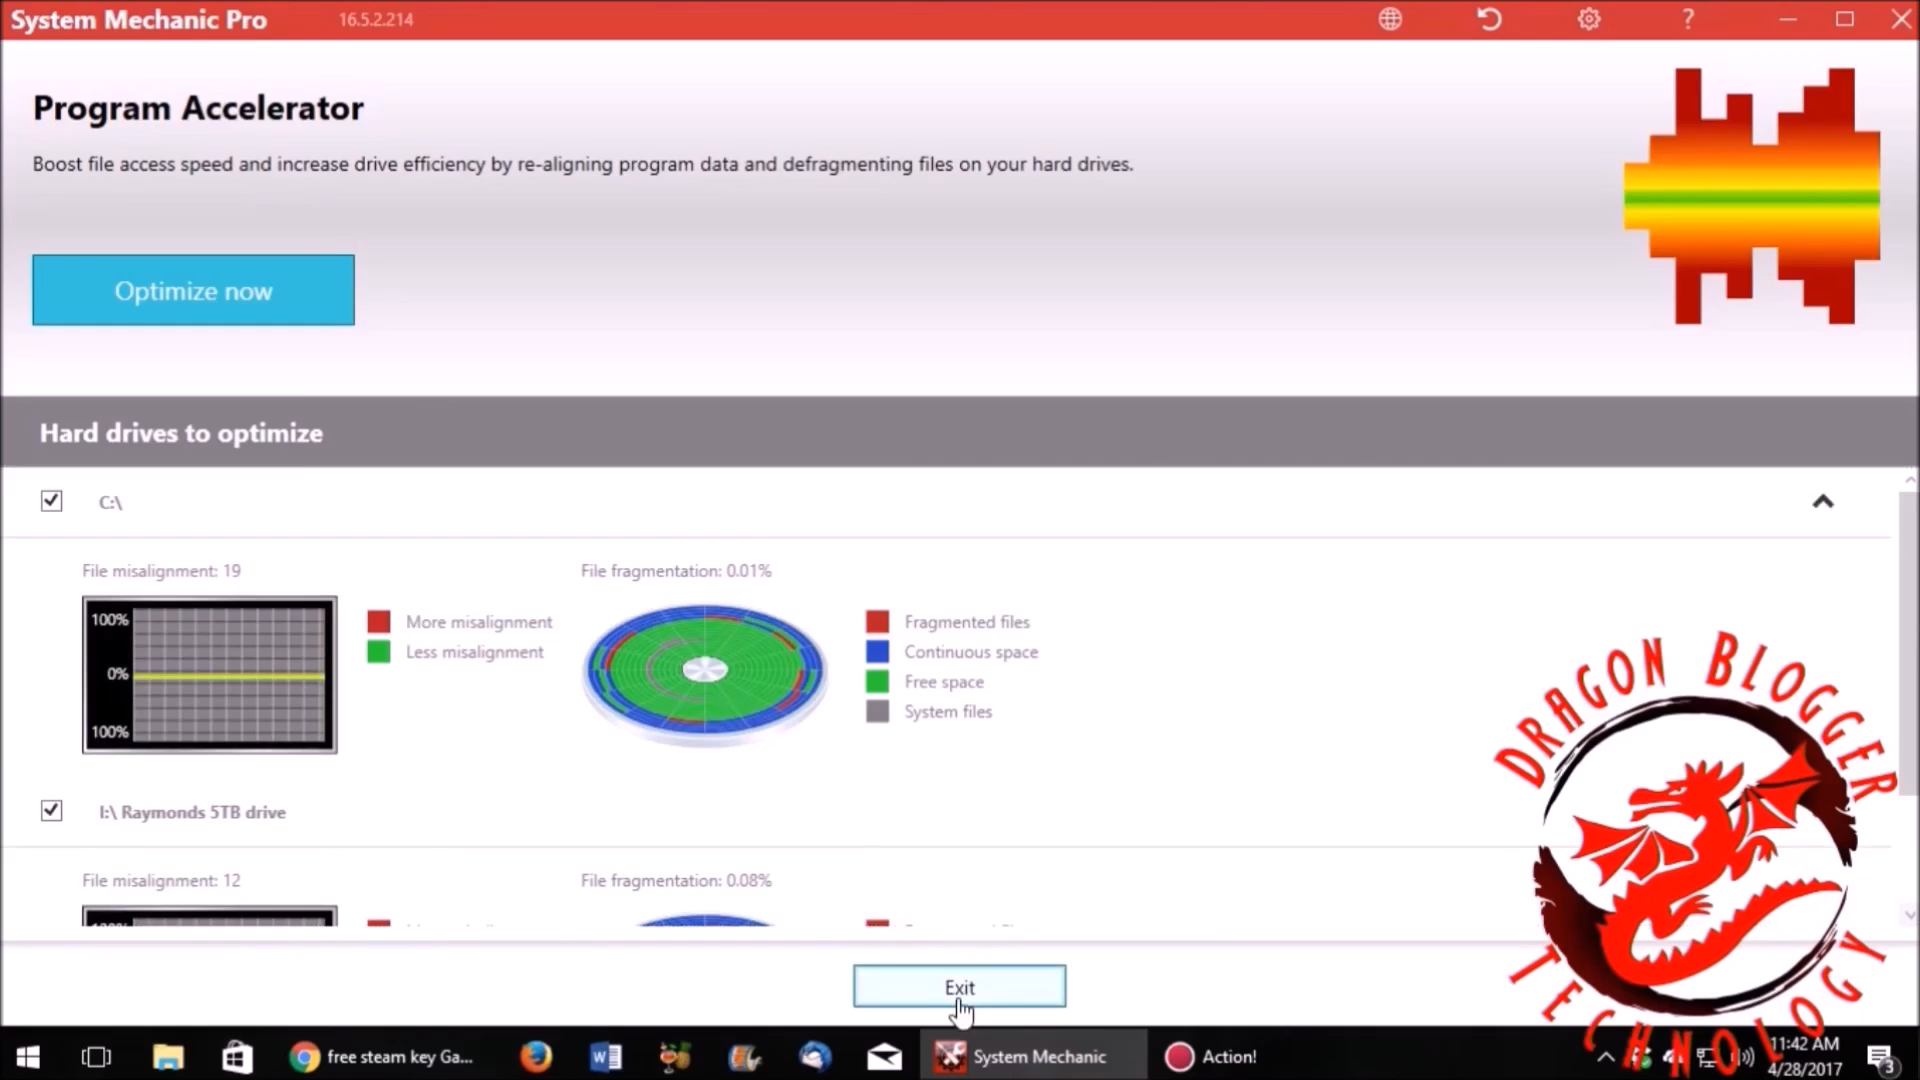 System Mechanic Pro 16.5.2.214
?
Program Accelerator
Boost file access speed and increase drive efficiency by re-aligning program data and defragmenting files on your hard drives.
Optimize now
Hard drives to optimize
C:\
File misalignment: 19
File fragmentation: 0.01%
100%
0%
100%
More misalignment
Less misalignment
Fragmented files
Continuous space
Free space
System files
I:\ Raymonds 5TB drive
File misalignment: 12
File fragmentation: 0.08%
Exit
DRAGON BLOGGER
TECHNOLOGY
free steam key Ga...
System Mechanic
Action!
11:42 AM
4/28/2017
3